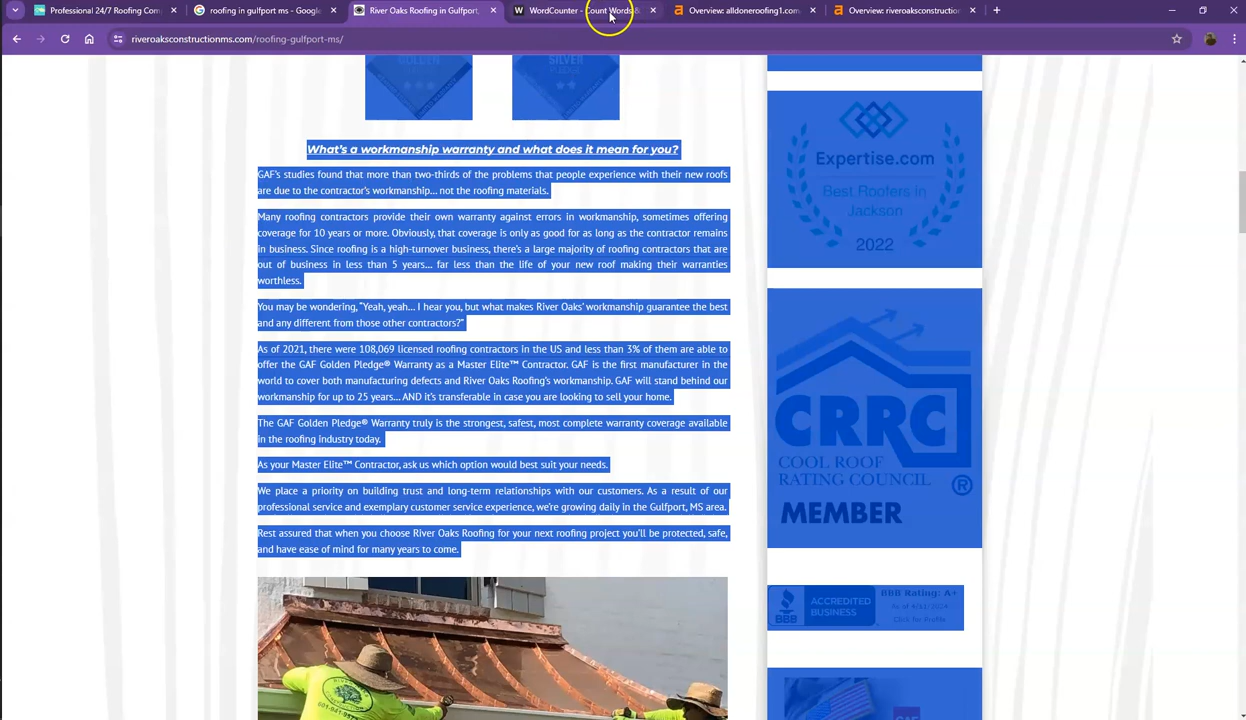 Professional 24/7 Roofing Com
roofing in gulfport ms - Google
River Oaks Roofing in Gulfport,
WordCounter - Count Words &
Overview: alldoneroofing1.com
Overview: riveroaksconstruction
riveroaksconstructionms.com/roofing-gulfport-ms/
GOLDEN
PLEDGE
SILVER
PLEDGE
What's a workmanship warranty and what does it mean for you?
GAF's studies found that more than two-thirds of the problems that people experience with their new roofs
are due to the contractor's workmanship... not the roofing materials.
Many roofing contractors provide their own warranty against errors in workmanship, sometimes offering
coverage for 10 years or more. Obviously, that coverage is only as good for as long as the contractor remains
in business. Since roofing is a high-turnover business, there's a large majority of roofing contractors that are
out of business in less than 5 years... far less than the life of your new roof making their warranties
worthless.
You may be wondering, "Yeah, yeah... I hear you, but what makes River Oaks' workmanship guarantee the best
and any different from those other contractors?"
As of 2021, there were 108,069 licensed roofing contractors in the US and less than 3% of them are able to
offer the GAF Golden Pledge® Warranty as a Master Elite™ Contractor. GAF is the first manufacturer in the
world to cover both manufacturing defects and River Oaks Roofing's workmanship. GAF will stand behind our
workmanship for up to 25 years... AND it's transferable in case you are looking to sell your home.
The GAF Golden Pledge® Warranty truly is the strongest, safest, most complete warranty coverage available
in the roofing industry today.
As your Master Elite™ Contractor, ask us which option would best suit your needs.
We place a priority on building trust and long-term relationships with our customers. As a result of our
professional service and exemplary customer service experience, we're growing daily in the Gulfport, MS area.
Rest assured that when you choose River Oaks Roofing for your next roofing project you'll be protected, safe,
and have ease of mind for many years to come.
Expertise.com
Best Roofers in
Jackson
2022
CRRC
COOL ROOF
RATING COUNCIL ®
MEMBER
BBB
ACCREDITED
BUSINESS
BBB Rating: A+
Click for Profile
GAF